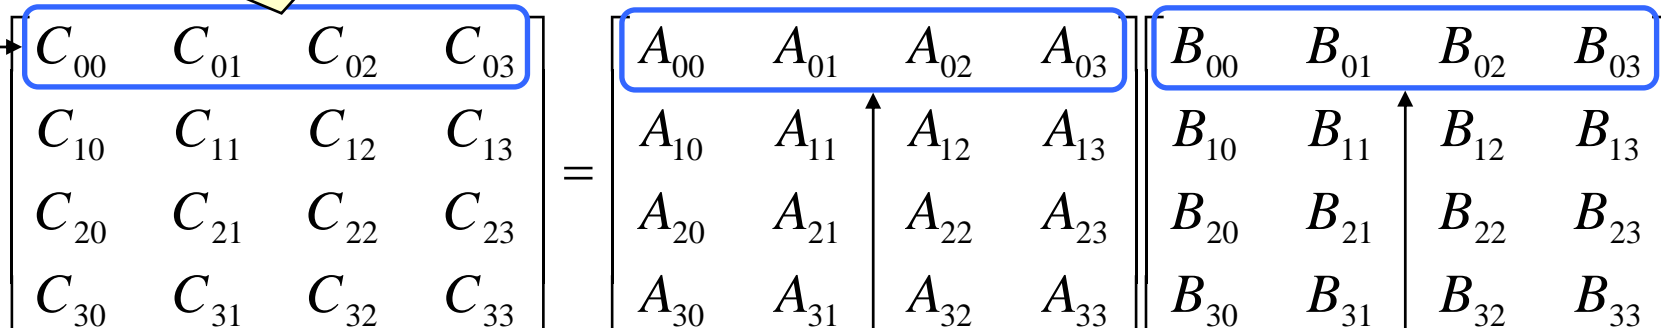 C00 C01 C02 C03 A00 A01 A02 A03 B00 B01 B02 B03
C10 C11 C12 C13 A10 A11 A12 A13 B10 B11 B12 B13
=
C20 C21 C22 C23 A20 A21 A22 A23 B20 B21 B22 B23
C30 C31 C32 C33 A30 A31 A32 A33 B30 B31 B32 B33